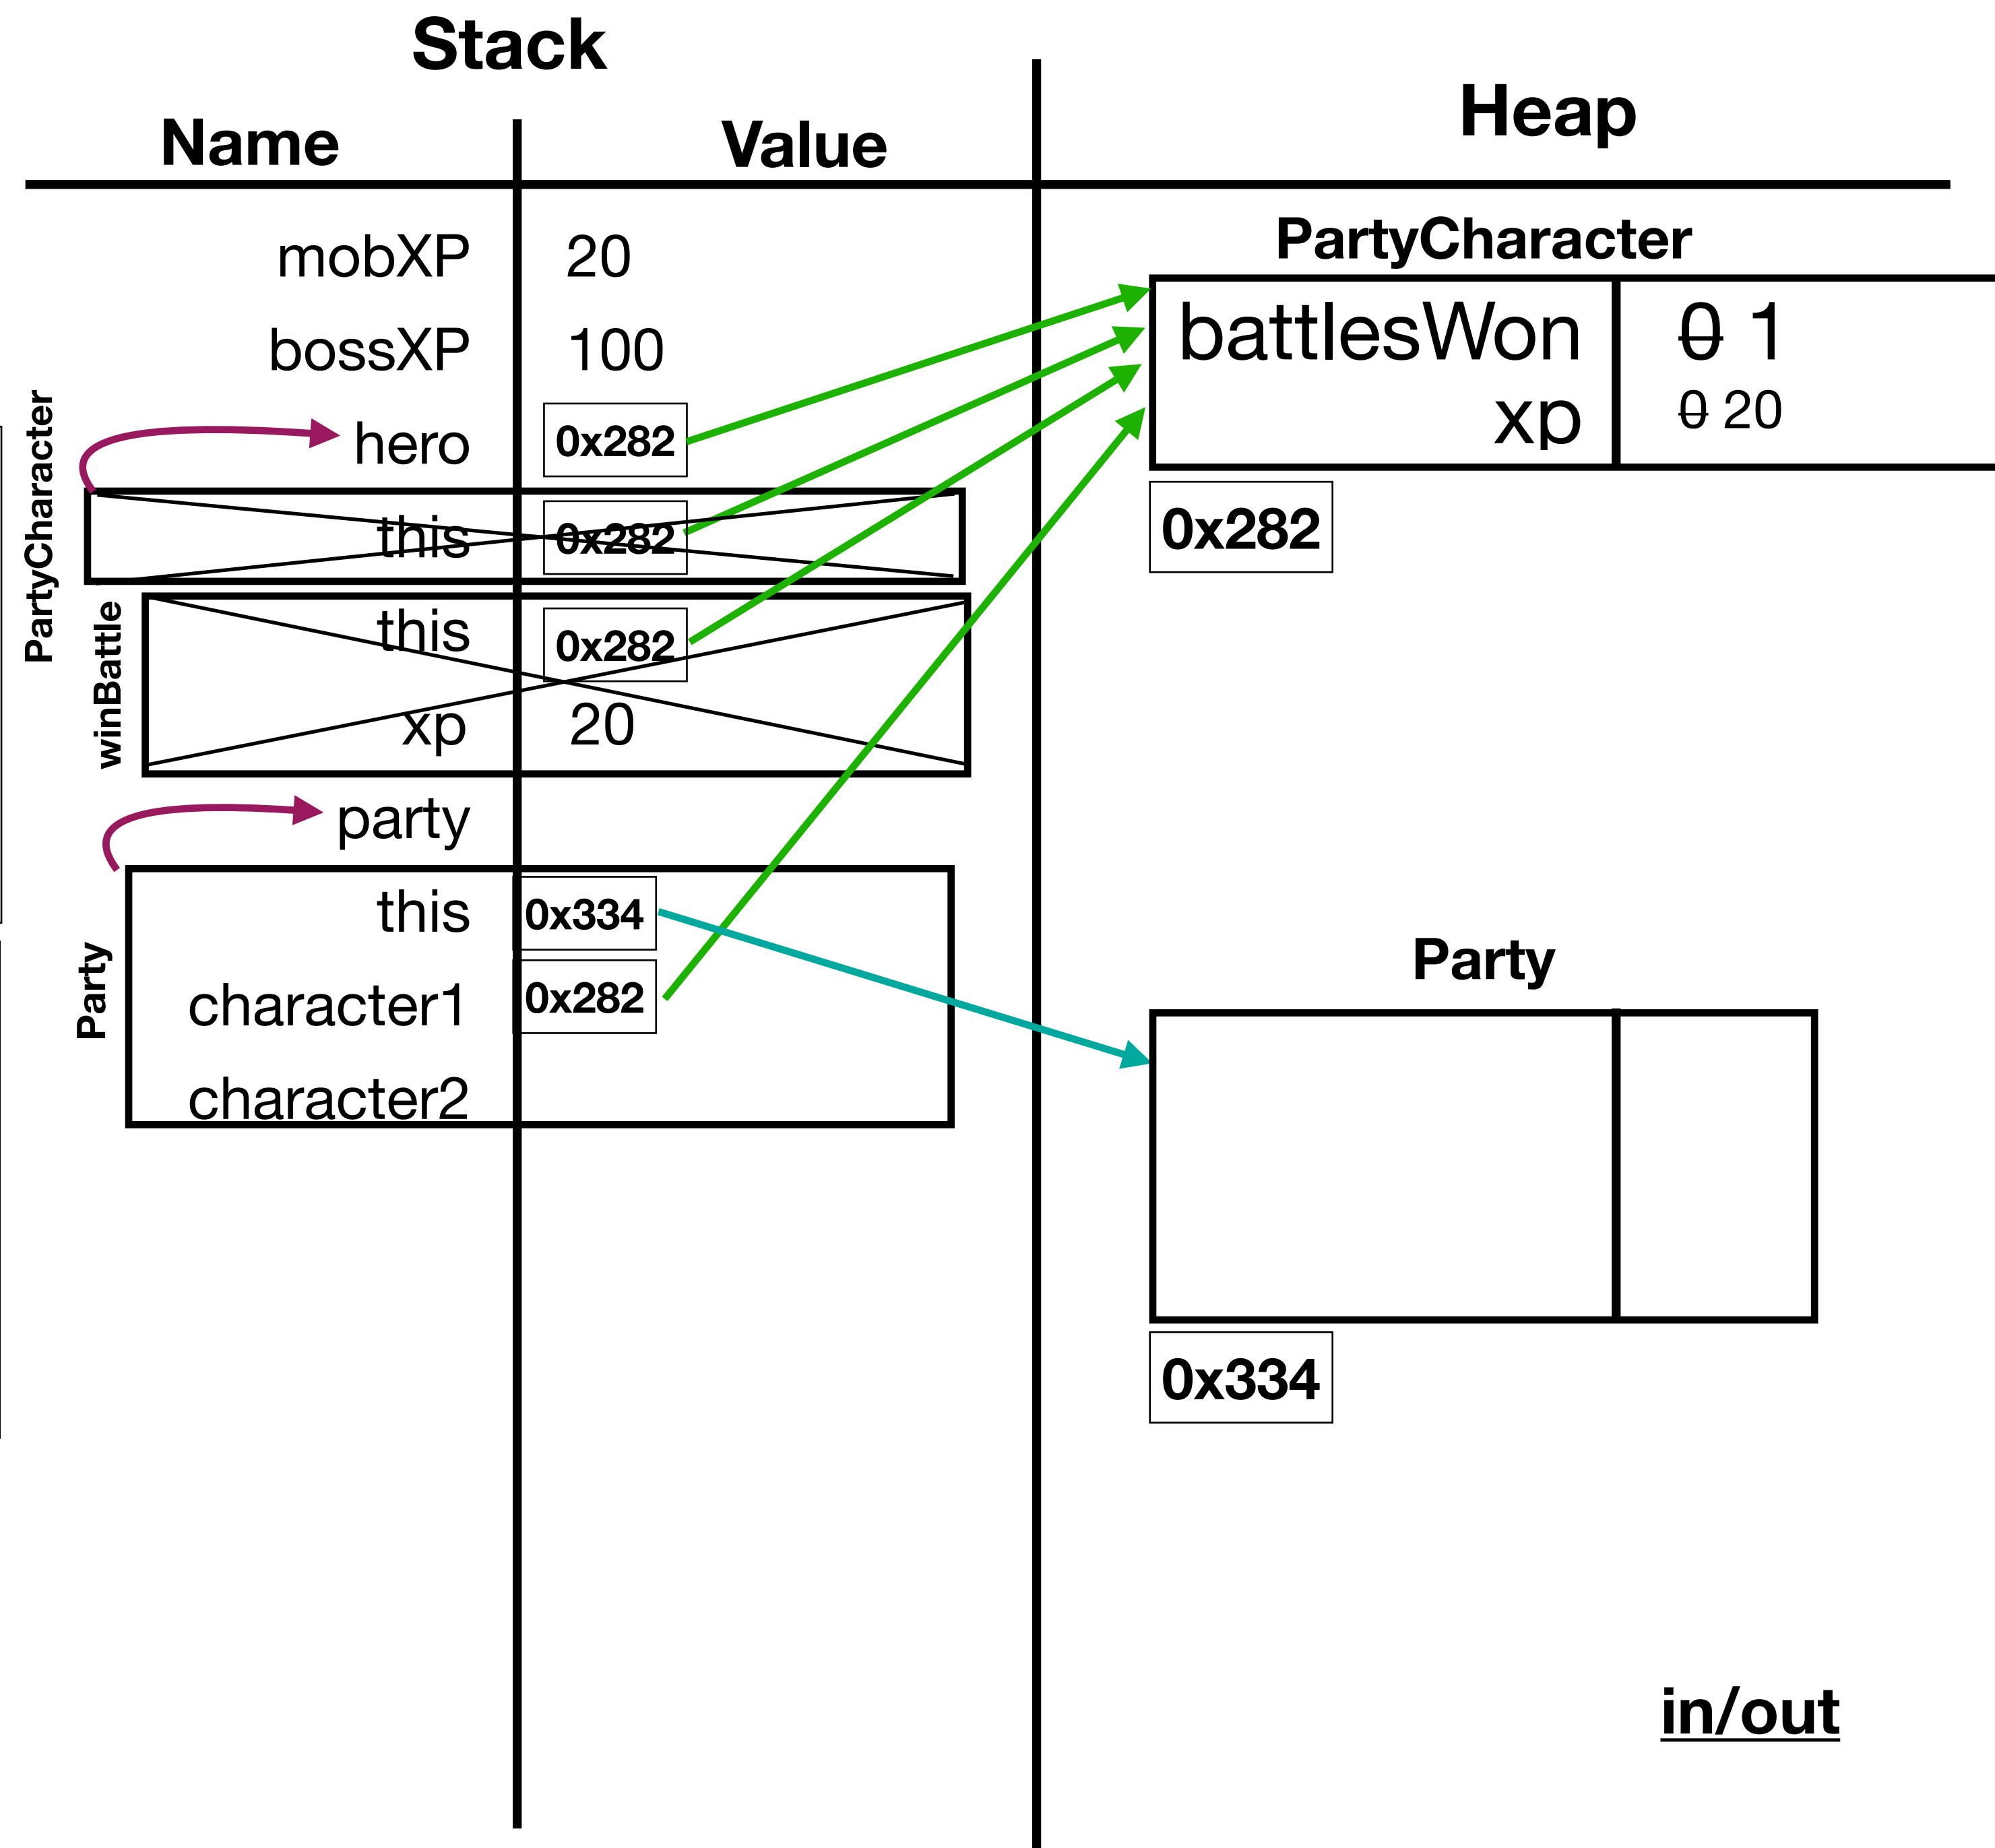 Stack
Heap
Name Value
mobXP 20
bossXP 100
hero 0x282
PartyCharacter
this 0x282
winBattle
this 0x282
xp 20
party
Party
this 0x334
character1 0x282
character2
PartyCharacter
battlesWon 0 1
xp 0 20
0x282
Party
0x334
in/out